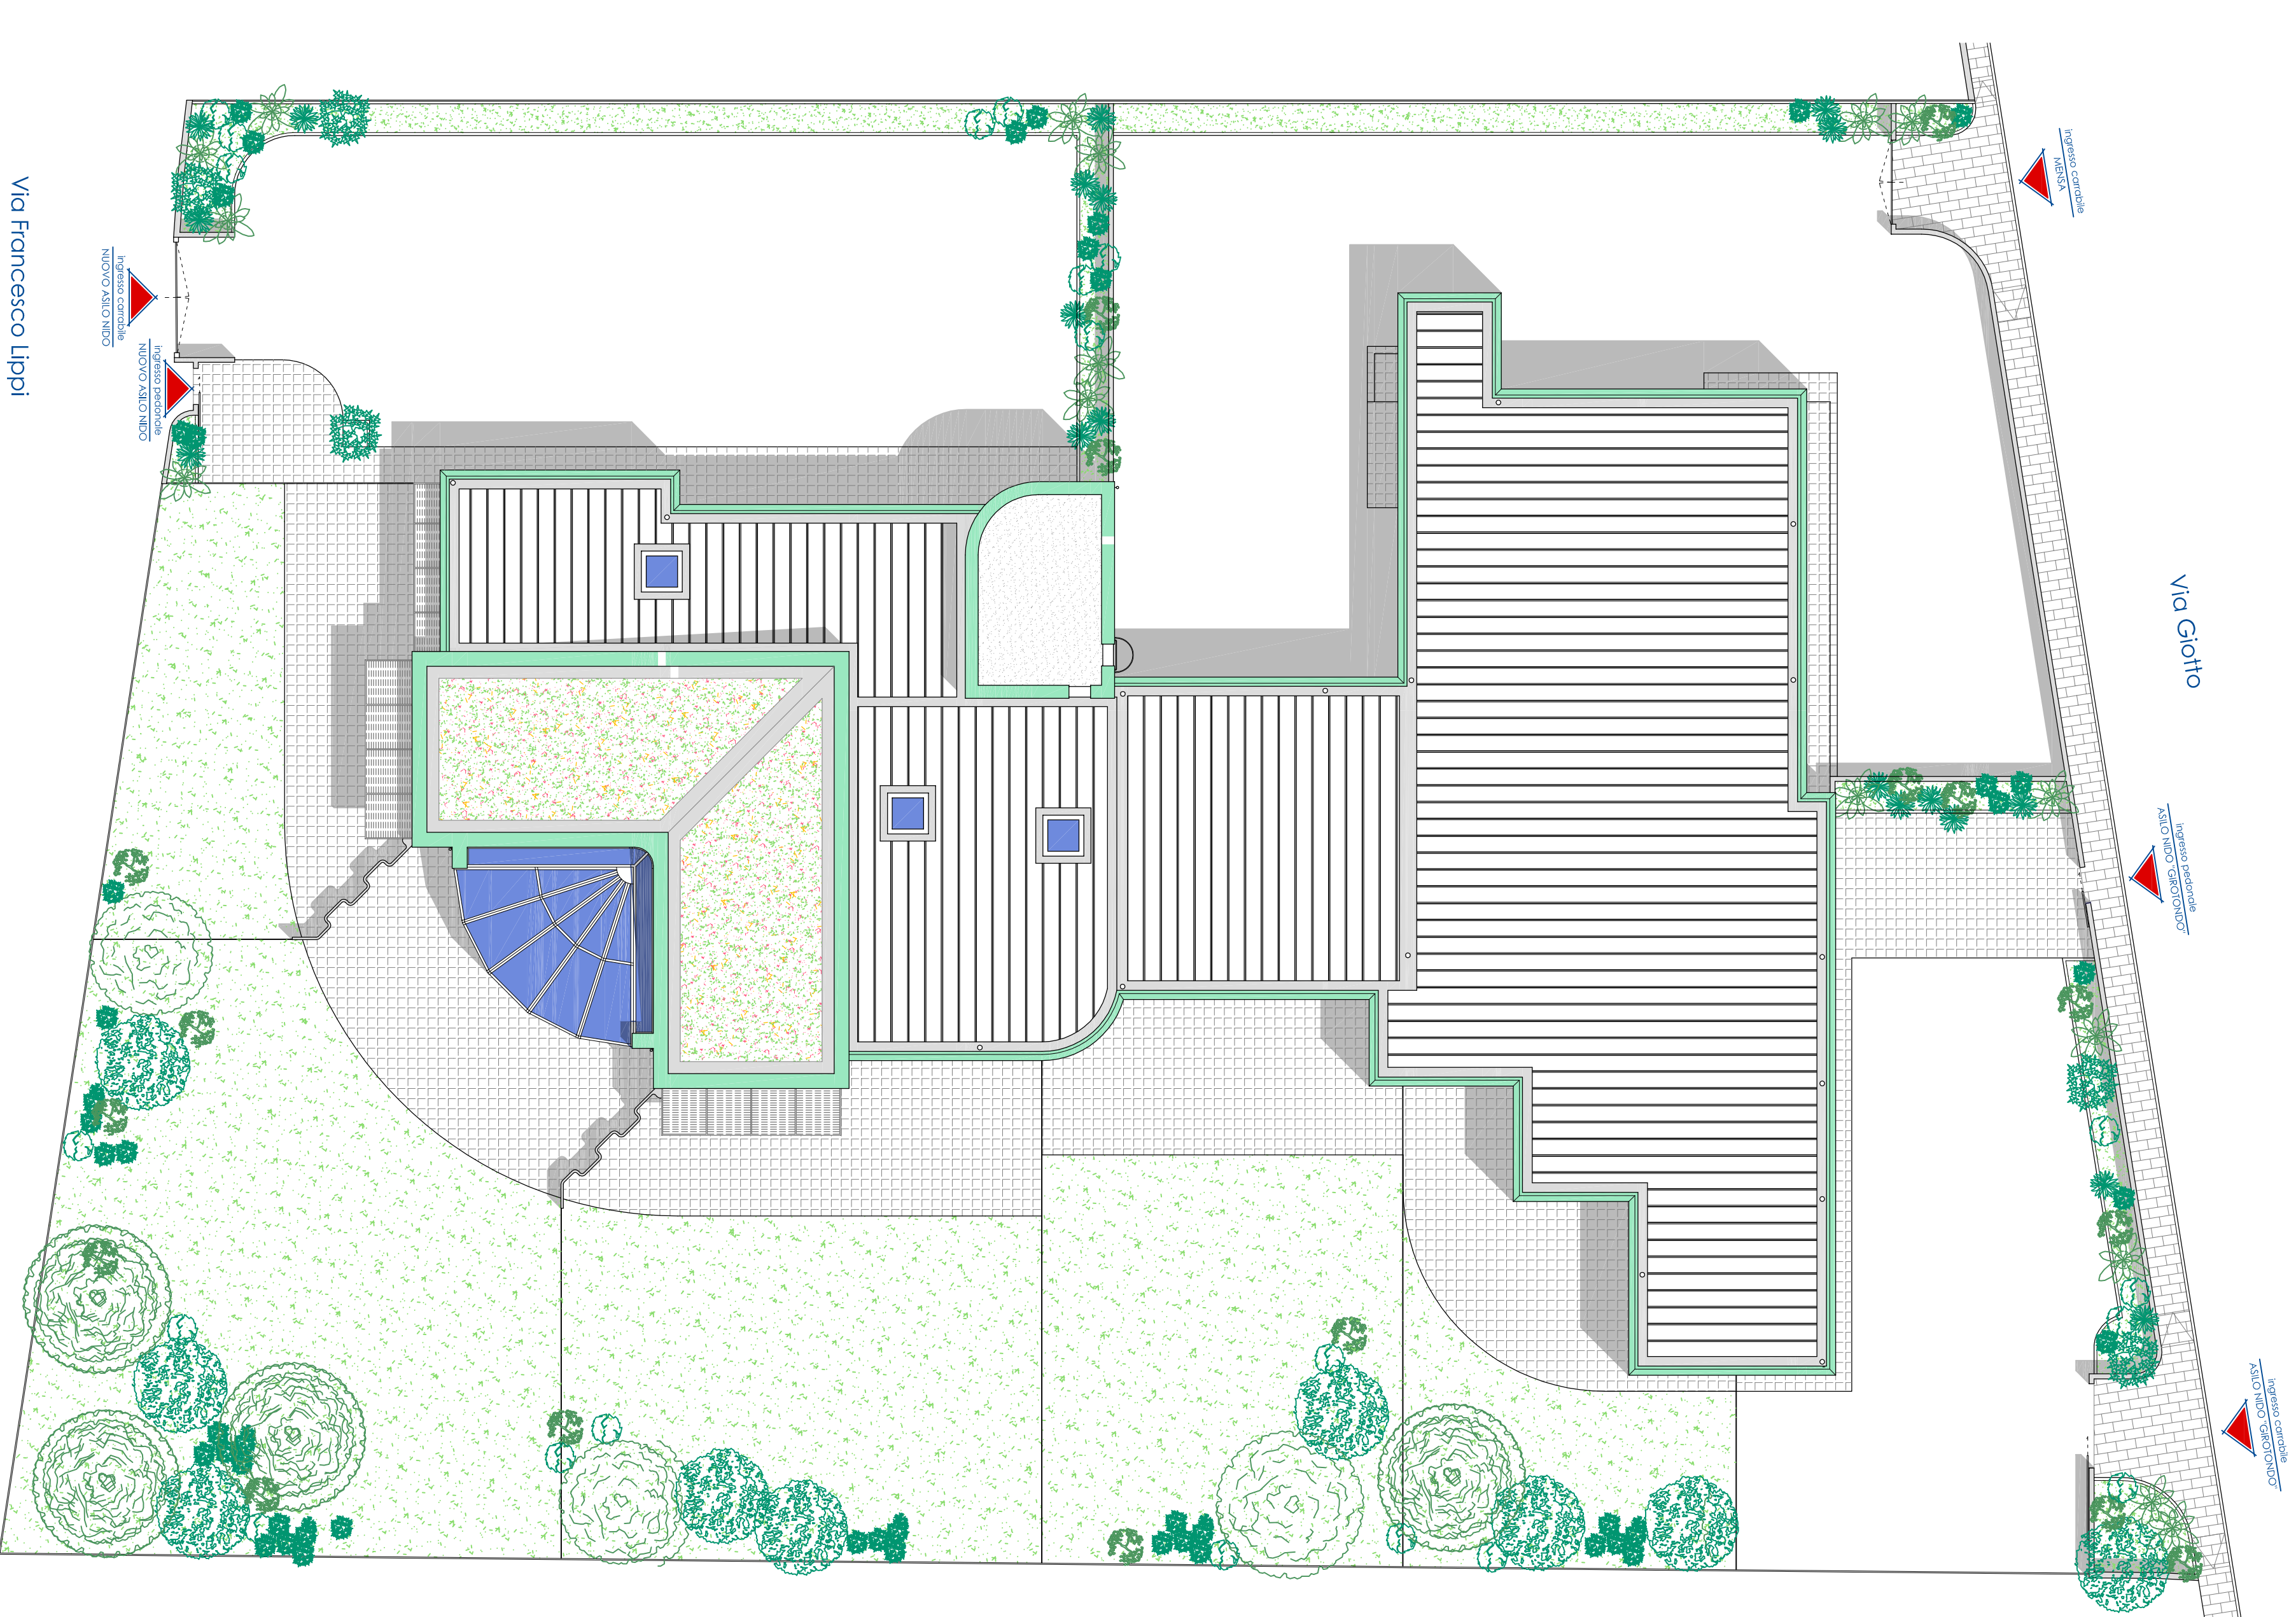 Via Francesco Lippi
ingresso carrabile
NUOVO ASILO NIDO
ingresso pedonale
NUOVO ASILO NIDO
ingresso carrabile
MENSA
Via Giotto
ingresso pedonale
ASILO NIDO "GIROTONDO"
ingresso carrabile
ASILO NIDO "GIROTONDO"